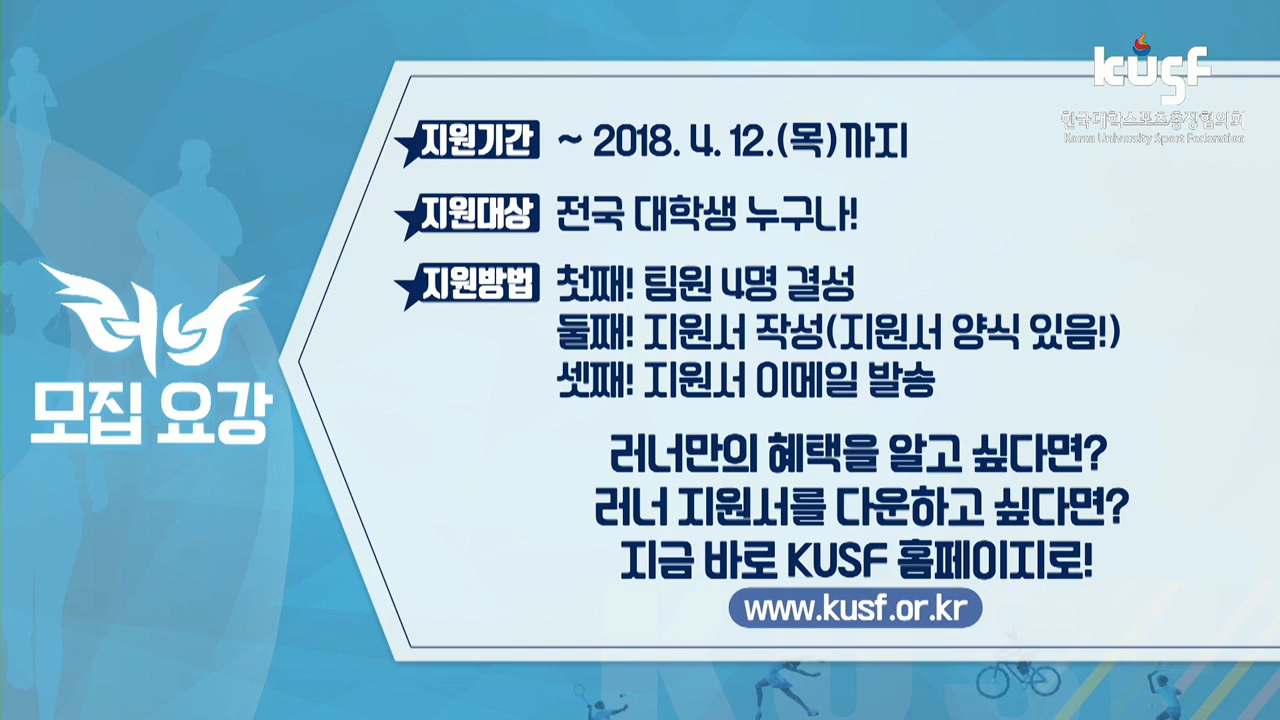 kusf
한국대학스포츠총장협의회
Korea University Sport Federation
러너
모집 요강
지원기간 ~ 2018. 4. 12.(목)까지
지원대상 전국 대학생 누구나!
지원방법 첫째! 팀원 4명 결성
둘째! 지원서 작성(지원서 양식 있음!)
셋째! 지원서 이메일 발송
러너만의 혜택을 알고 싶다면?
러너 지원서를 다운하고 싶다면?
지금 바로 KUSF 홈페이지로!
www.kusf.or.kr